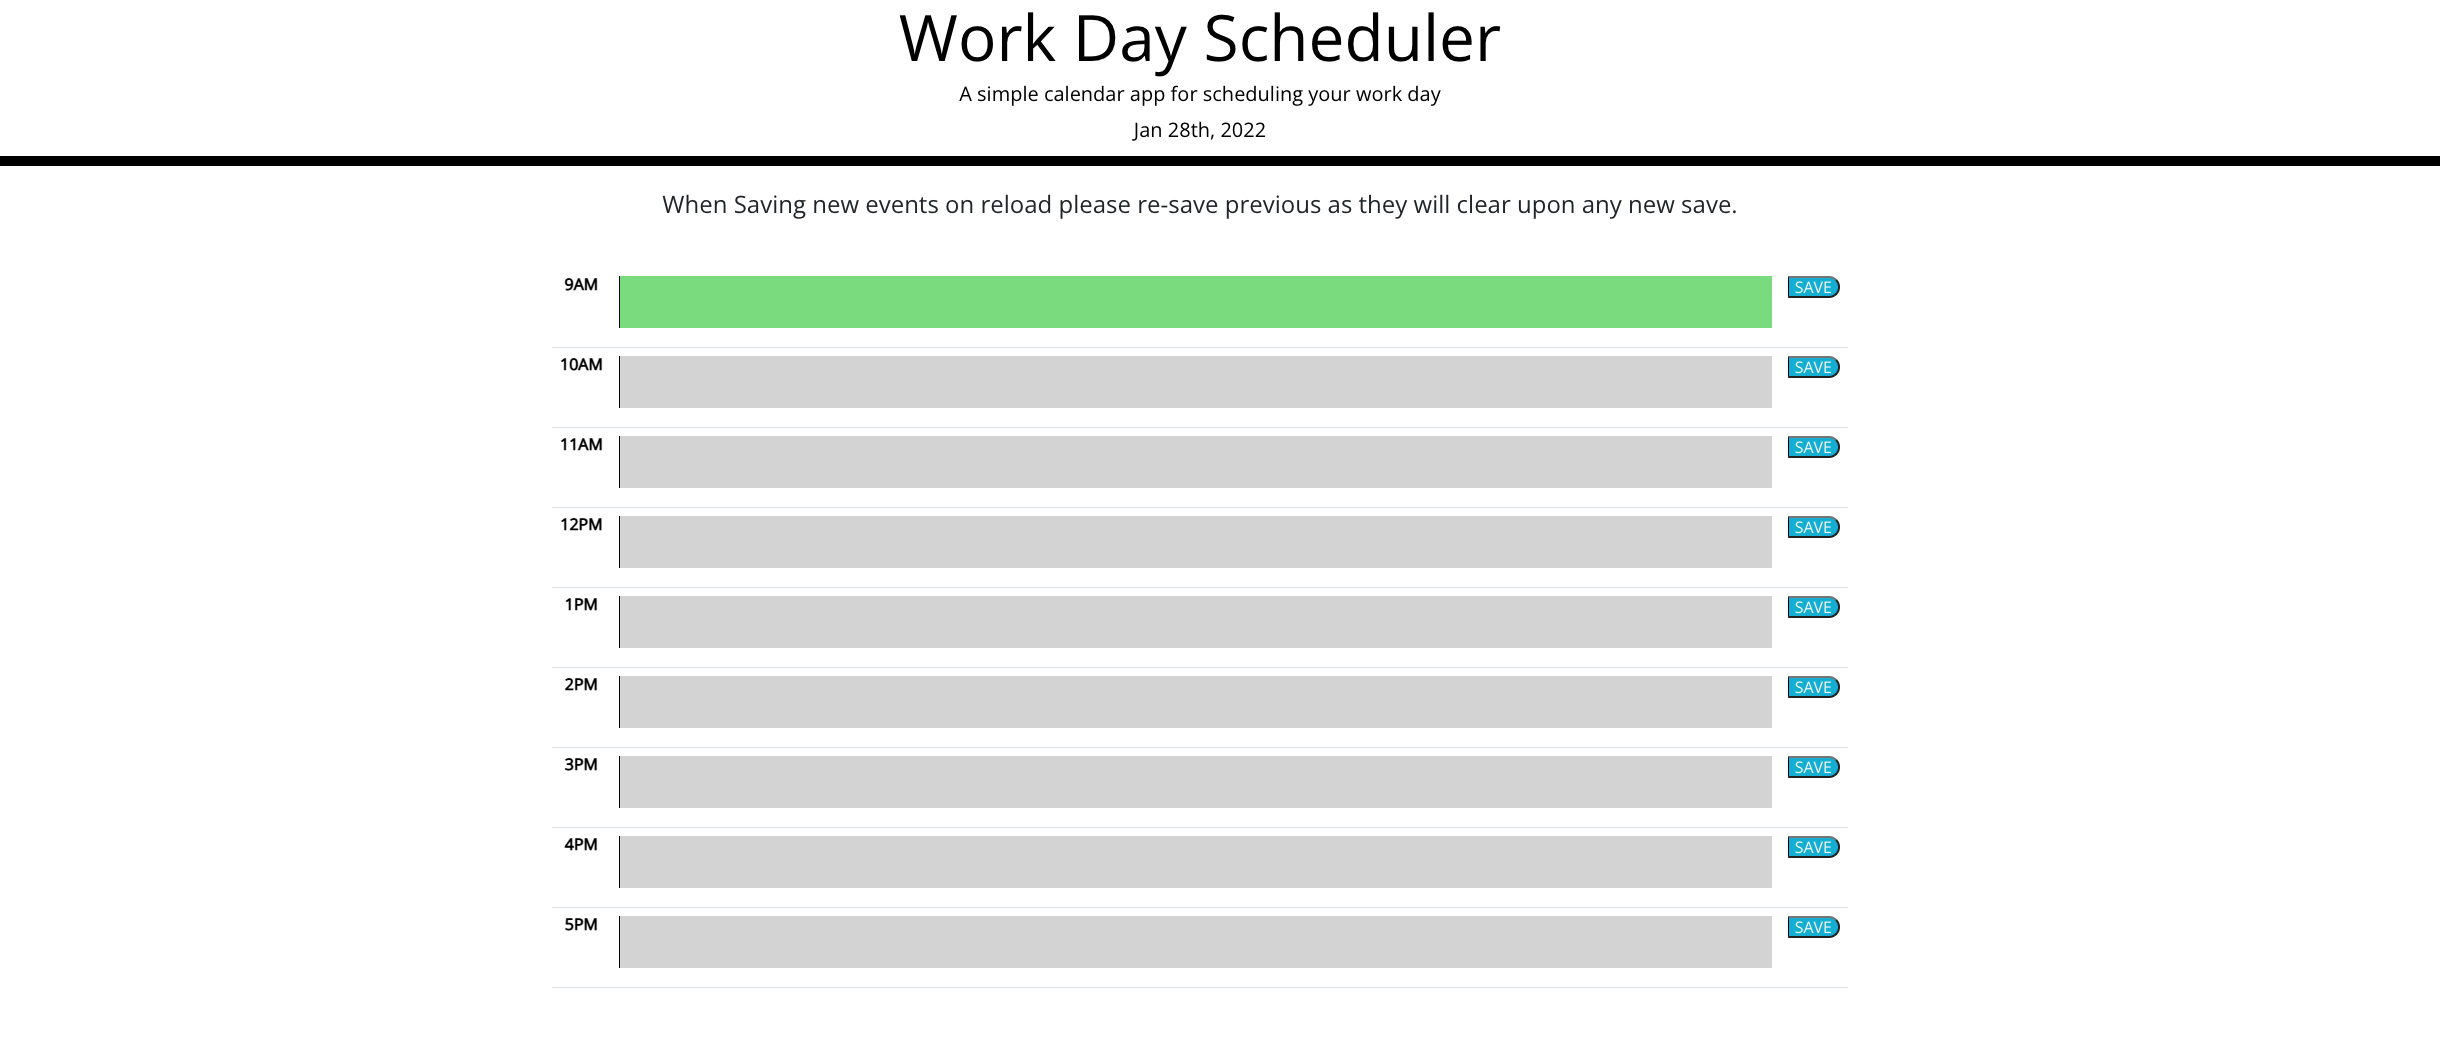 Work Day Scheduler
A simple calendar app for scheduling your work day
Jan 28th, 2022
When Saving new events on reload please re-save previous as they will clear upon any new save.
9AM SAVE
10AM SAVE
11AM SAVE
12PM SAVE
1PM SAVE
2PM SAVE
3PM SAVE
4PM SAVE
5PM SAVE